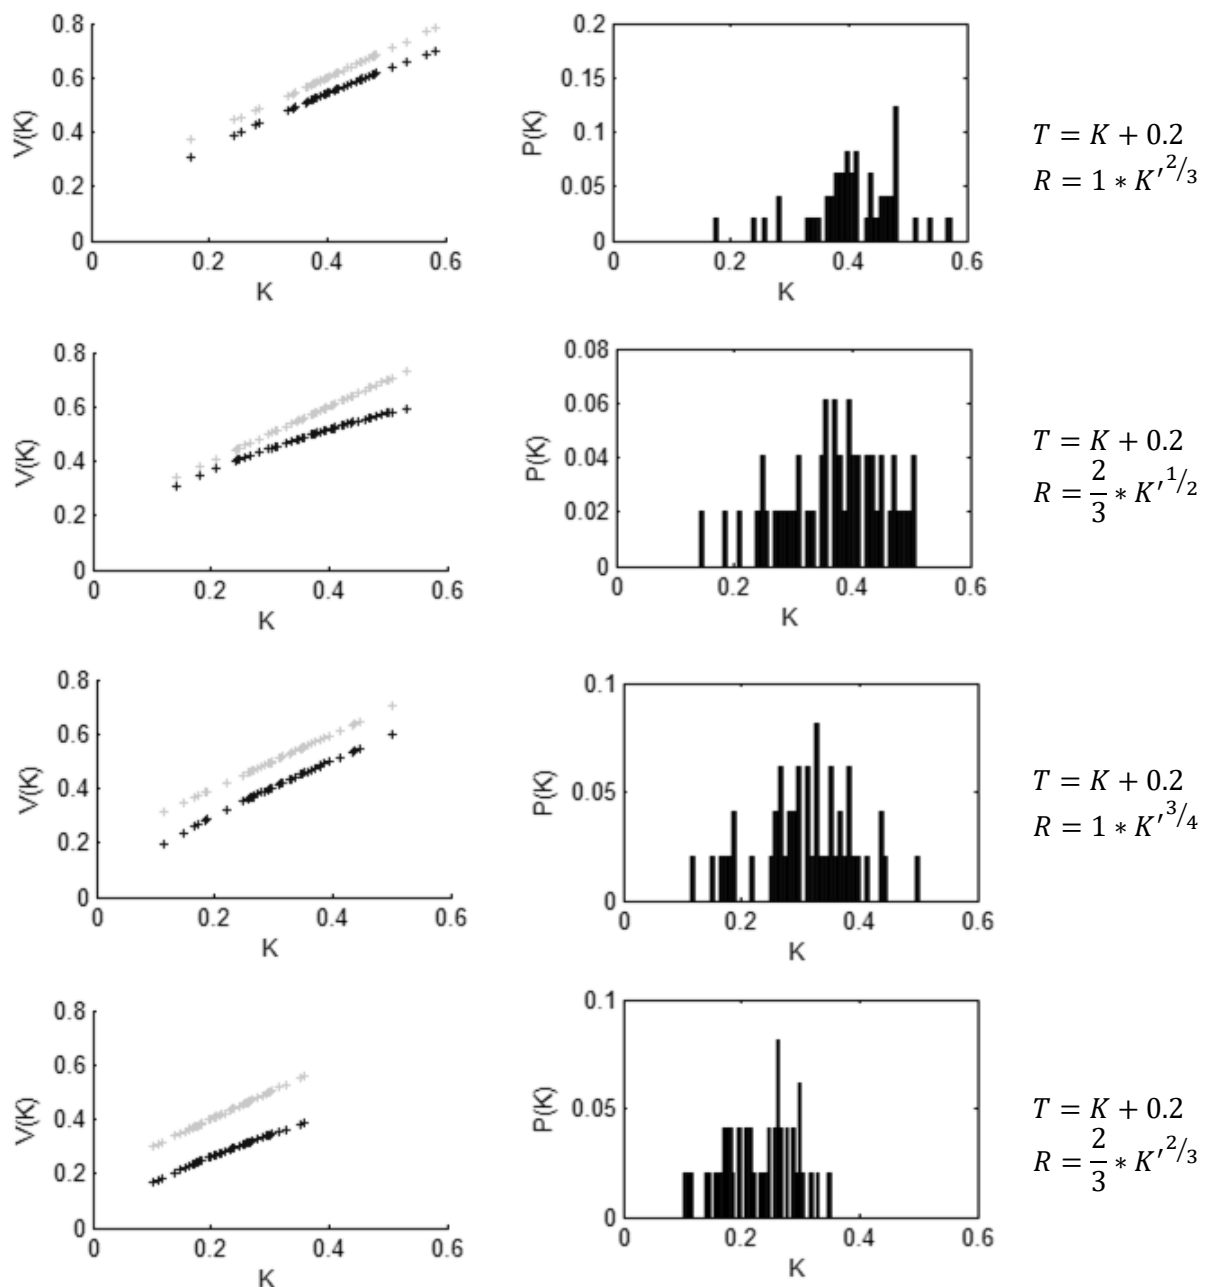 0.8
0.6
0.4
0.2
0
V(K)
0 0.2 0.4 0.6
K
0.2
0.15
0.1
0.05
0
P(K)
0 0.2 0.4 0.6
K
T = K + 0.2
R = 1 * K′^{2/3}
0.8
0.6
0.4
0.2
0
V(K)
0 0.2 0.4 0.6
K
0.08
0.06
0.04
0.02
0
P(K)
0 0.2 0.4 0.6
K
T = K + 0.2
R = \frac{2}{3} * K′^{1/2}
0.8
0.6
0.4
0.2
0
V(K)
0 0.2 0.4 0.6
K
0.1
0.05
0
P(K)
0 0.2 0.4 0.6
K
T = K + 0.2
R = 1 * K′^{3/4}
0.8
0.6
0.4
0.2
0
V(K)
0 0.2 0.4 0.6
K
0.1
0.05
0
P(K)
0 0.2 0.4 0.6
K
T = K + 0.2
R = \frac{2}{3} * K′^{2/3}